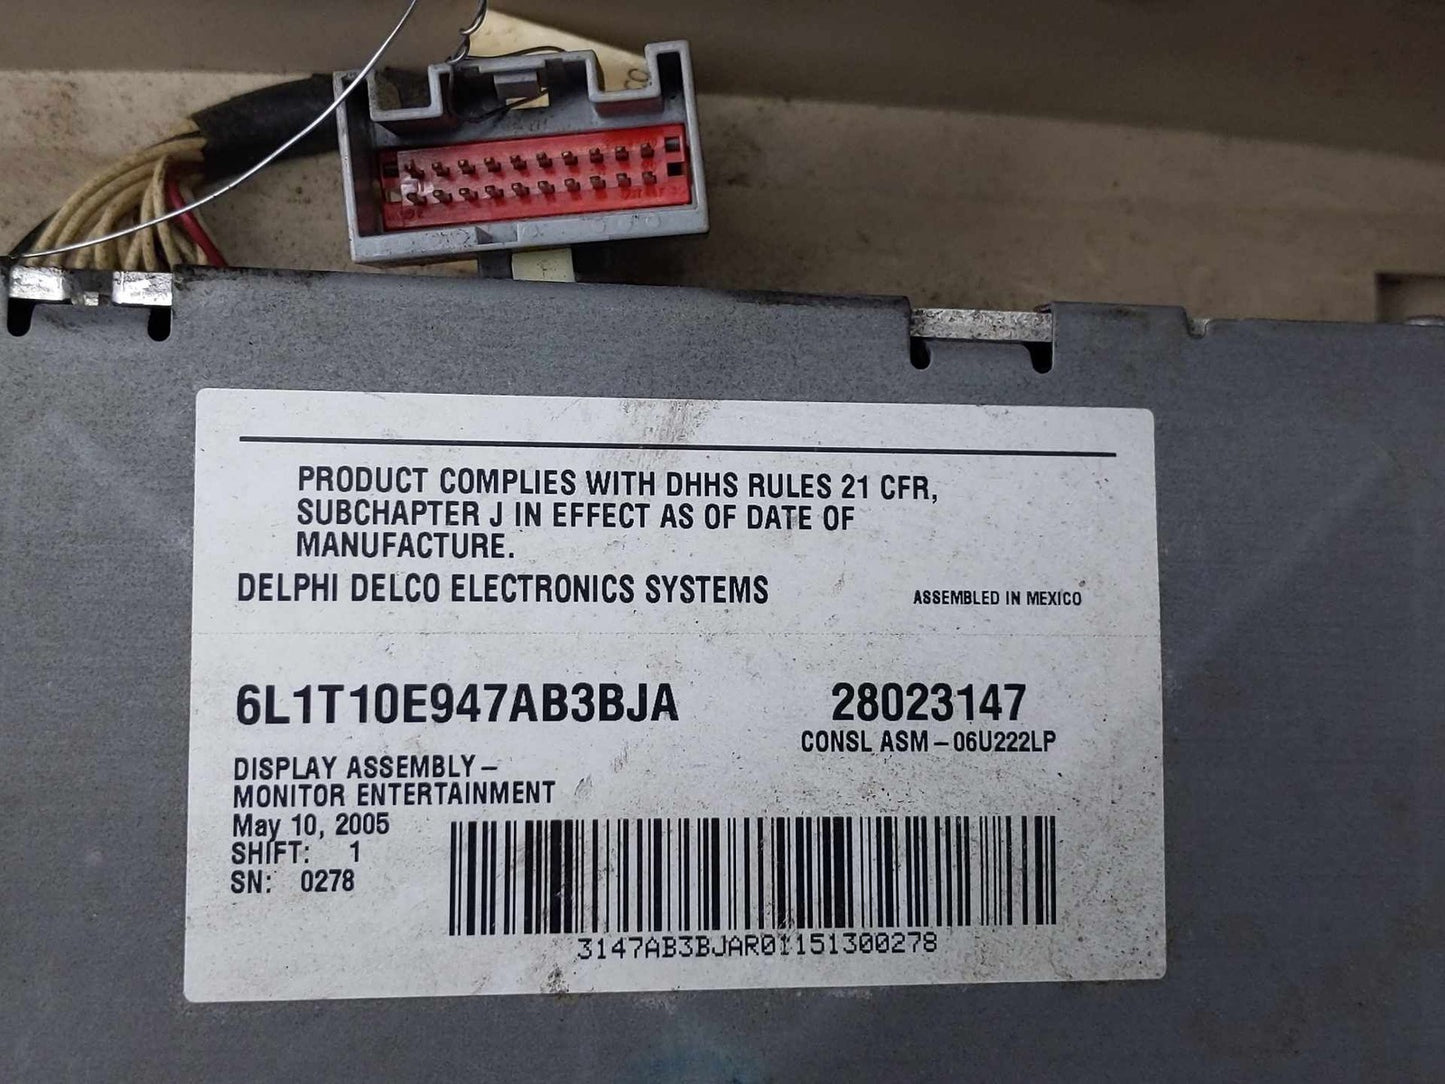 PRODUCT COMPLIES WITH DHHS RULES 21 CFR,
SUBCHAPTER J IN EFFECT AS OF DATE OF
MANUFACTURE.
DELPHI DELCO ELECTRONICS SYSTEMS
ASSEMBLED IN MEXICO
6L1T10E947AB3BJA
28023147
CONSL ASM – 06U222LP
DISPLAY ASSEMBLY –
MONITOR ENTERTAINMENT
May 10, 2005
SHIFT: 1
SN: 0278
3147AB3BJAR01151300278